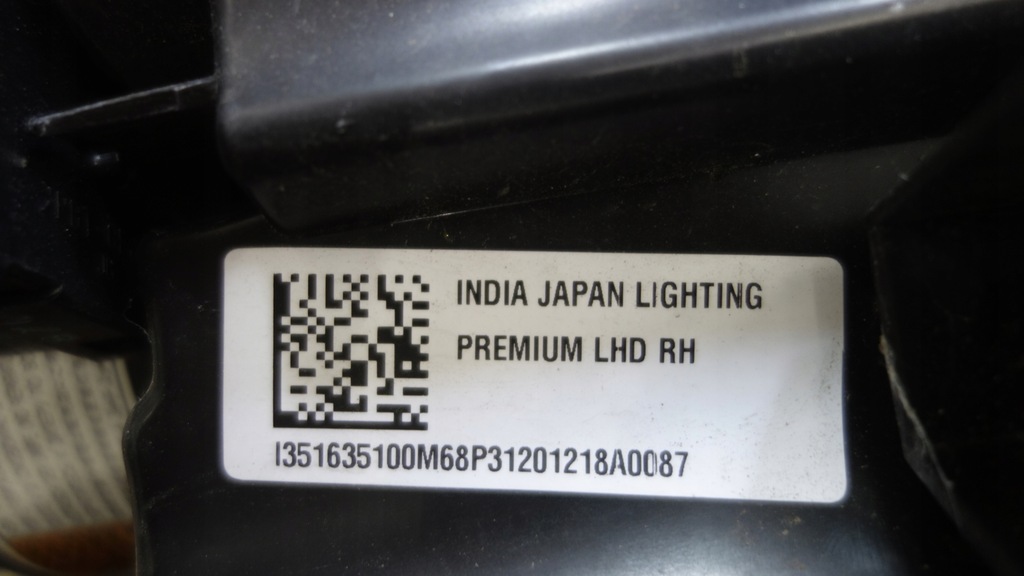 INDIA JAPAN LIGHTING
PREMIUM LHD RH
I351635100M68P31201218A0087